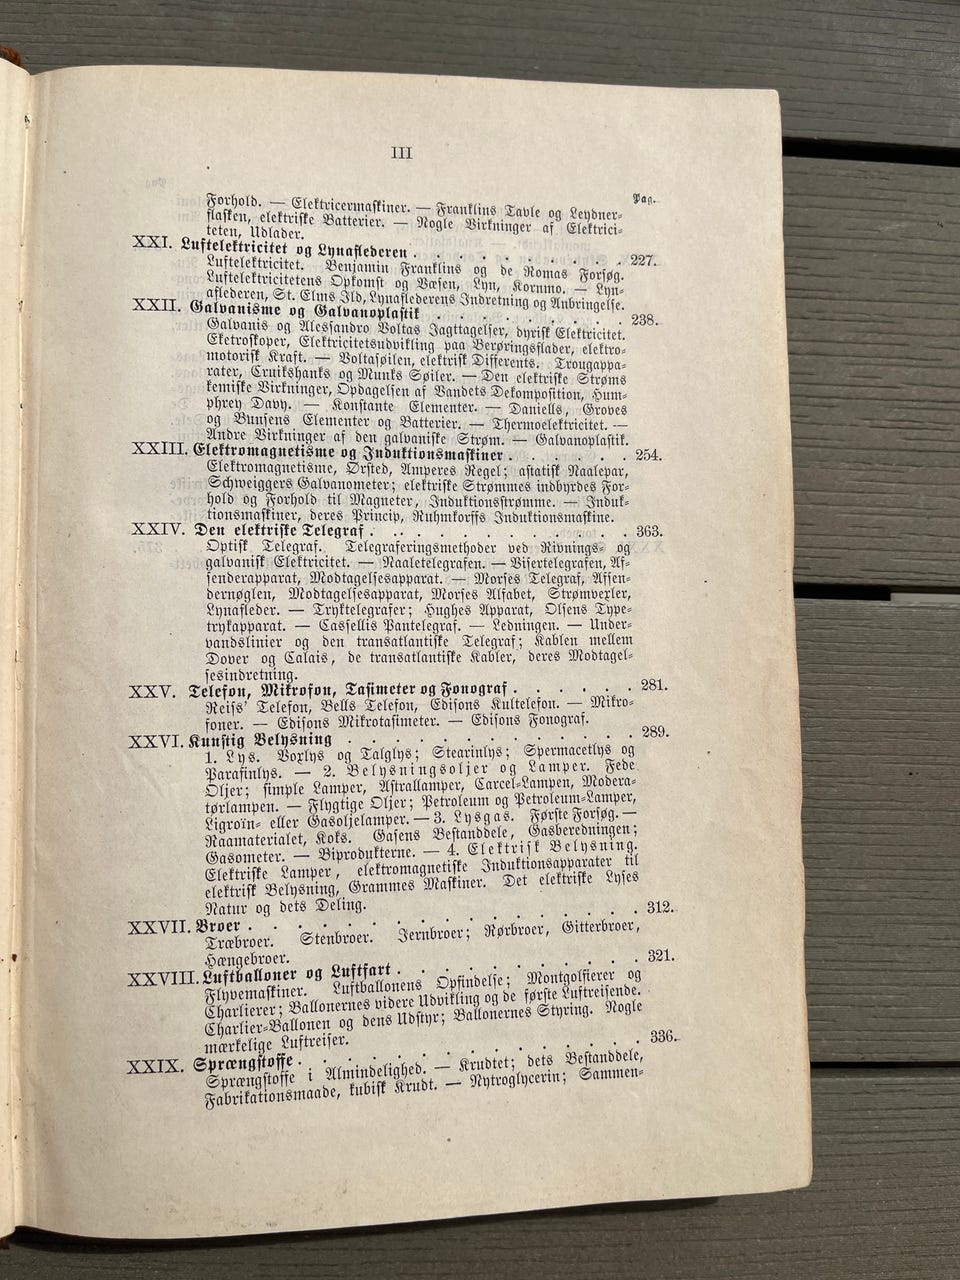 III
Pag.
Forhold. — Elektricermaskiner. — Franklins Tavle og Leydner-
flasken, elektriske Batterier. — Nogle Virkninger af Elektrici-
teten, Udlader.
XXI. Luftelektricitet og Lynaflederen . . . . . . . . . . 227.
Luftelektricitet. Benjamin Franklins og de Romas Forsøg.
Luftelektricitetens Opkomst og Væsen, Lyn, Kornmo. — Lyn-
aflederen, St. Elms Ild, Lynaflederens Indretning og Anbringelse.
XXII. Galvanisme og Galvanoplastik . . . . . . . . . 238.
Galvanis og Alessandro Voltas Jagttagelser, dyrisk Elektricitet.
Eketroskoper, Elektricitetsudvikling paa Berøringsflader, elektro-
motorisk Kraft. — Voltasøilen, elektrisk Differents. Trougappa-
rater, Cruikshanks og Munks Søiler. — Den elektriske Strøms
kemiske Virkninger, Opdagelsen af Vandets Dekomposition, Hum-
phrey Davy. — Konstante Elementer. — Daniells, Groves
og Bunsens Elementer og Batterier. — Thermoelektricitet. —
Andre Virkninger af den galvaniske Strøm. — Galvanoplastik.
XXIII. Elektromagnetisme og Induktionsmaskiner . . . . . . 254.
Elektromagnetisme, Ørsted, Amperes Regel; astatisk Naalepar,
Schweiggers Galvanometer; elektriske Strømmes indbyrdes For-
hold og Forhold til Magneter, Induktionsstrømme. — Induk-
tionsmaskiner, deres Princip, Ruhmkorffs Induktionsmaskine.
XXIV. Den elektriske Telegraf . . . . . . . . . . . . 363.
Optisk Telegraf. Telegraferingsmethoder ved Rivnings- og
galvanisk Elektricitet. — Naaletelegrafen. — Visertelegrafen, Af-
senderapparat, Modtagelsesapparat. — Morses Telegraf, Afsen-
dernøglen, Modtagelsesapparat, Morses Alfabet, Strømvexler,
Lynafleder. — Tryktelegrafer; Hughes Apparat, Olsens Type-
trykapparat. — Cassellis Pantelegraf. — Ledningen. — Under-
vandslinier og den transatlantiske Telegraf; Kablen mellem
Dover og Calais, de transatlantiske Kabler, deres Modtagel-
sesindretning.
XXV. Telefon, Mikrofon, Tasimeter og Fonograf . . . . . . 281.
Reiss' Telefon, Bells Telefon, Edisons Kultelefon. — Mikro-
foner. — Edisons Mikrotasimeter. — Edisons Fonograf.
XXVI. Kunstig Belysning . . . . . . . . . . . . 289.
1. Lys. Voxlys og Talglys; Stearinlys; Spermacetlys og
Parafinlys. — 2. Belysningsoljer og Lamper. Fede
Oljer; simple Lamper, Astrallamper, Carcel-Lampen, Modera-
tørlampen. — Flygtige Oljer; Petroleum og Petroleum-Lamper,
Ligroïn- eller Gasoljelamper. — 3. Lysgas. Første Forsøg. —
Raamaterialet, Koks. Gasens Bestanddele, Gasberedningen;
Gasometer. — Biprodukterne. — 4. Elektrisk Belysning.
Elektriske Lamper, elektromagnetiske Induktionsapparater til
elektrisk Belysning, Grammes Maskiner. Det elektriske Lyses
Natur og dets Deling.
XXVII. Broer . . . . . . . . . . . . . . . 312.
Træbroer. Stenbroer. Jernbroer; Rørbroer, Gitterbroer,
Hængebroer.
XXVIII. Luftballoner og Luftfart . . . . . . . . . . 321.
Flyvemaskiner. Luftballonens Opfindelse; Montgolfierer og
Charlierer; Ballonernes videre Udvikling og de første Luftreisende.
Charlier-Ballonen og dens Udstyr; Ballonernes Styring. Nogle
mærkelige Luftreiser.
XXIX. Sprængstoffe . . . . . . . . . . . . . . 336.
Sprængstoffe i Almindelighed. — Krudtet; dets Bestanddele,
Fabrikationsmaade, kubisk Krudt. — Nytroglycerin; Sammen-